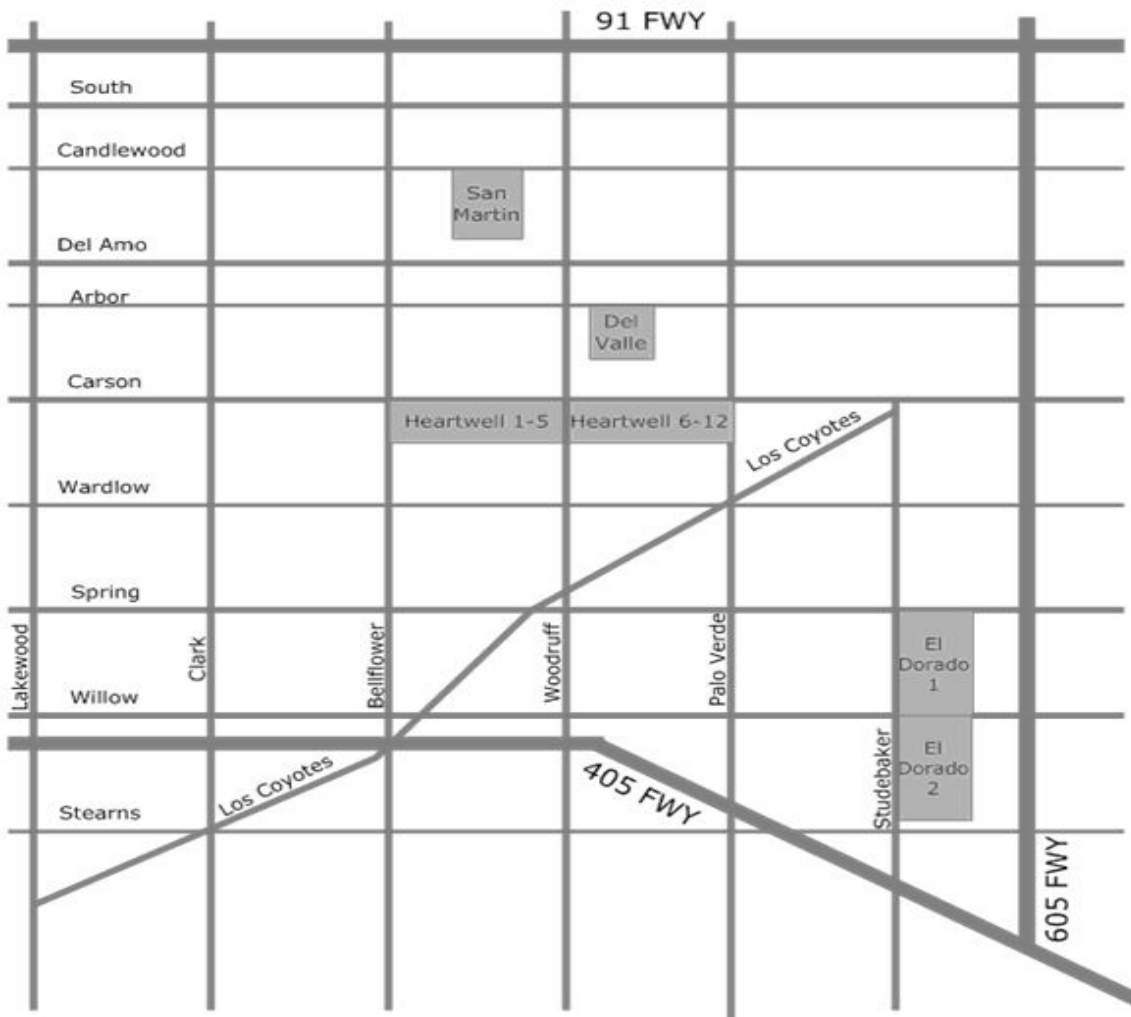 91 FWY
South
Candlewood
San
Martin
Del Amo
Arbor
Del
Valle
Carson
Heartwell 1-5
Heartwell 6-12
Los Coyotes
Wardlow
Spring
Lakewood
Clark
Bellflower
Woodruff
Palo Verde
El
Dorado
1
Willow
Studebaker
El
Dorado
2
Los Coyotes
405 FWY
Stearns
605 FWY